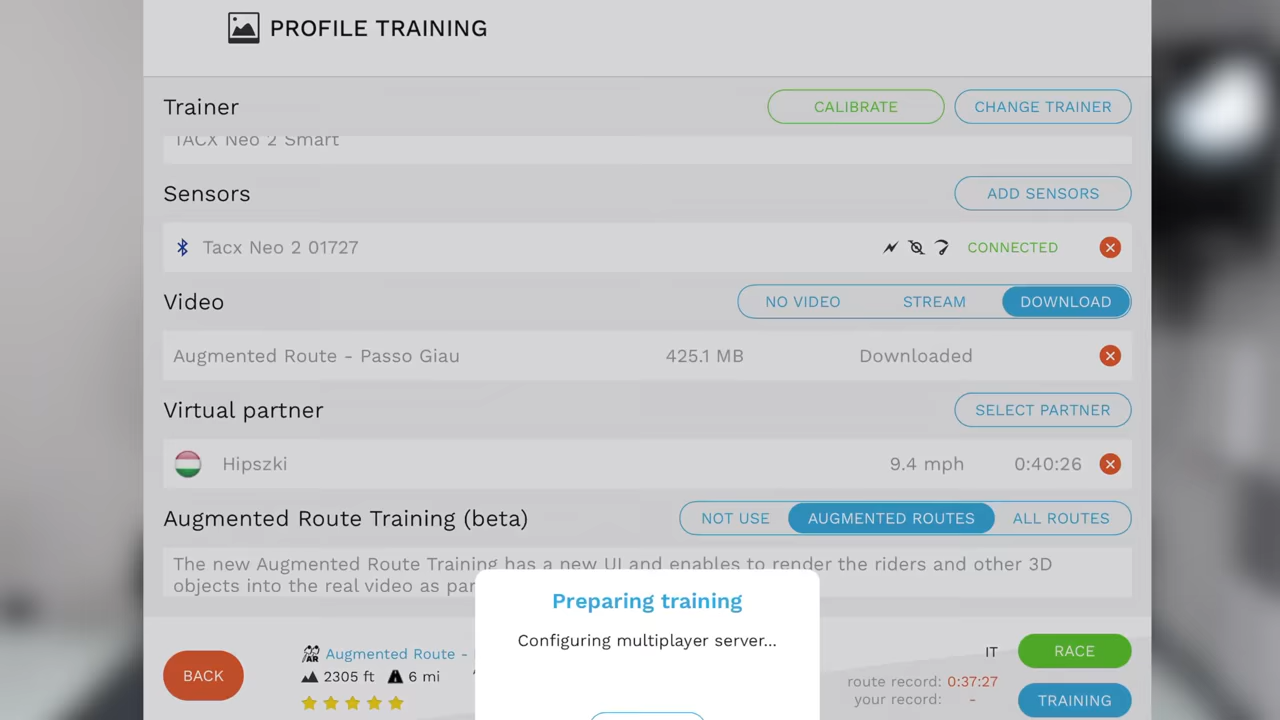 PROFILE TRAINING
Trainer
CALIBRATE
CHANGE TRAINER
TACX Neo 2 Smart
Sensors
ADD SENSORS
Tacx Neo 2 01727
CONNECTED
Video
NO VIDEO
STREAM
DOWNLOAD
Augmented Route - Passo Giau
425.1 MB
Downloaded
Virtual partner
SELECT PARTNER
Hipszki
9.4 mph
0:40:26
Augmented Route Training (beta)
NOT USE
AUGMENTED ROUTES
ALL ROUTES
The new Augmented Route Training has a new UI and enables to render the riders and other 3D
objects into the real video as par
Preparing training
Configuring multiplayer server...
BACK
AR
Augmented Route -
2305 ft
6 mi
IT
route record: 0:37:27
your record: -
RACE
TRAINING